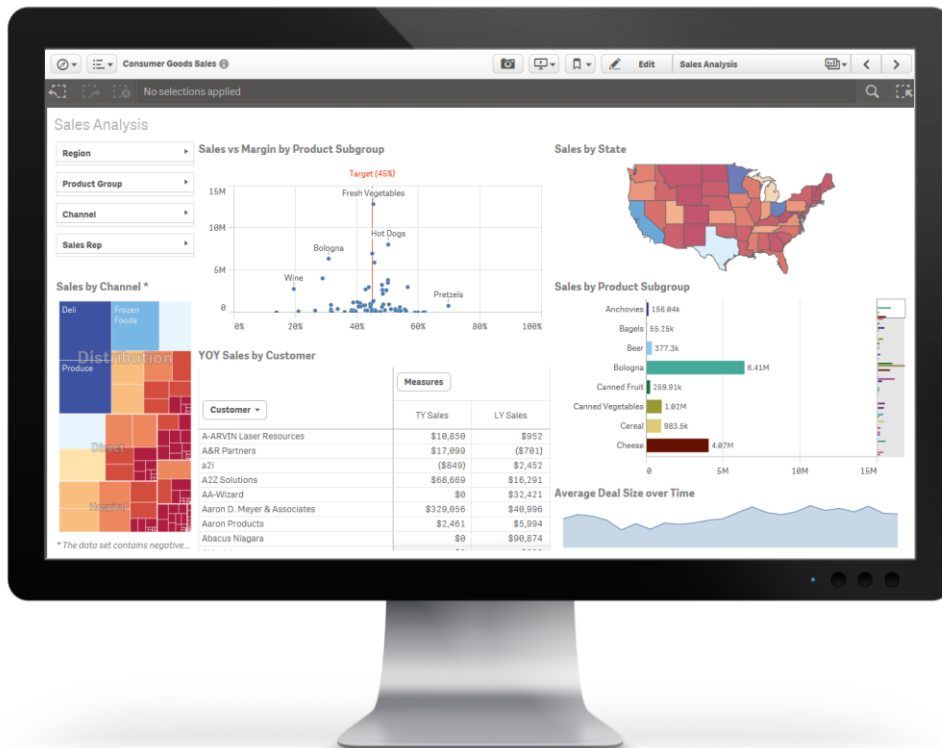 Consumer Goods Sales
Edit
Sales Analysis
No selections applied
Sales Analysis
Region
Product Group
Channel
Sales Rep
Sales by Channel *
Deli
Frozen
Foods
Distribution
Produce
Direct
Hospital
* The data set contains negative...
Sales vs Margin by Product Subgroup
Target (45%)
15M
Fresh Vegetables
10M
Hot Dogs
Bologna
5M
Wine
Pretzels
0
0% 20% 40% 60% 80% 100%
YOY Sales by Customer
Measures
Customer
TY Sales LY Sales
A-ARVIN Laser Resources $10,850 $952
A&R Partners $17,099 ($701)
a2i ($849) $2,452
A2Z Solutions $68,669 $16,291
AA-Wizard $0 $32,421
Aaron D. Meyer & Associates $329,056 $40,996
Aaron Products $2,461 $5,994
Abacus Niagara $0 $90,874
Sales by State
Sales by Product Subgroup
Anchovies 156.04k
Bagels 55.25k
Beer 377.3k
Bologna 6.41M
Canned Fruit 259.91k
Canned Vegetables 1.02M
Cereal 983.5k
Cheese 4.07M
0 5M 10M 15M
Average Deal Size over Time